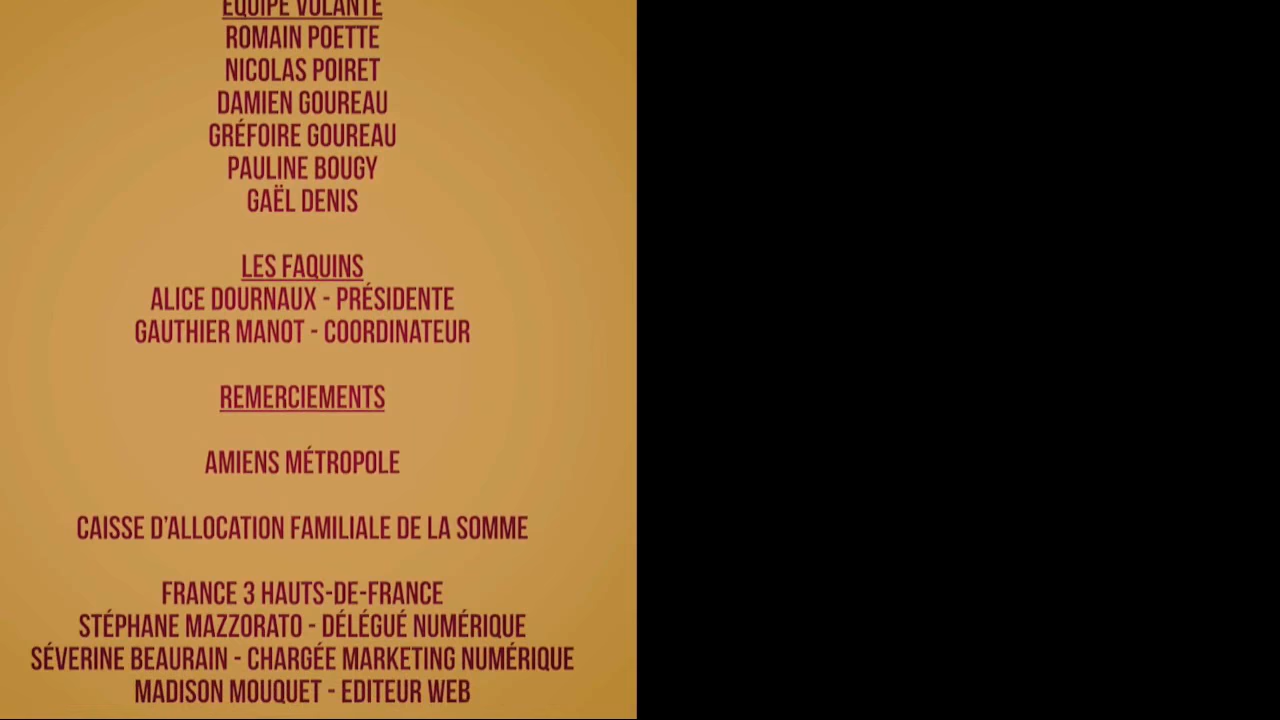 ÉQUIPE VOLANTE
ROMAIN POETTE
NICOLAS POIRET
DAMIEN GOUREAU
GRÉFOIRE GOUREAU
PAULINE BOUGY
GAËL DENIS
LES FAQUINS
ALICE DOURNAUX - PRÉSIDENTE
GAUTHIER MANOT - COORDINATEUR
REMERCIEMENTS
AMIENS MÉTROPOLE
CAISSE D'ALLOCATION FAMILIALE DE LA SOMME
FRANCE 3 HAUTS-DE-FRANCE
STÉPHANE MAZZORATO - DÉLÉGUÉ NUMÉRIQUE
SÉVERINE BEAURAIN - CHARGÉE MARKETING NUMÉRIQUE
MADISON MOUQUET - EDITEUR WEB